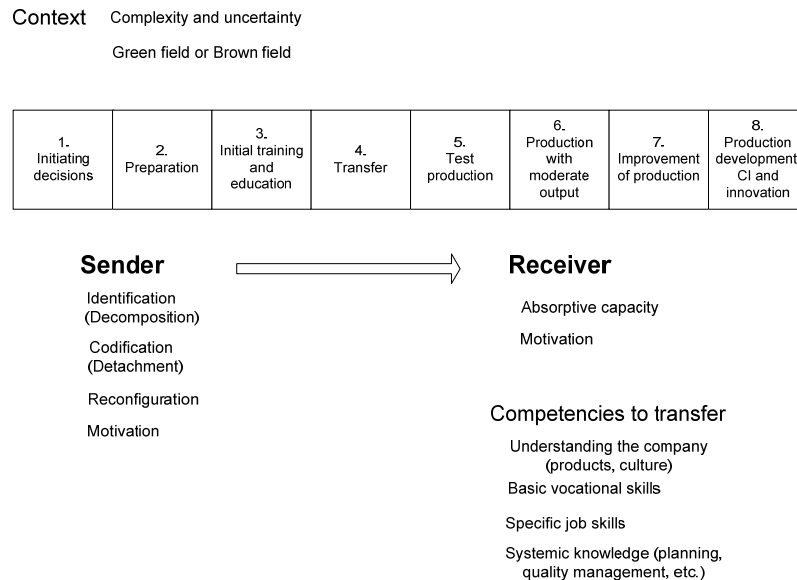 Context
Complexity and uncertainty
Green field or Brown field
1.
Initiating
decisions
2.
Preparation
3.
Initial training
and
education
4.
Transfer
5.
Test
production
6.
Production
with
moderate
output
7.
Improvement
of production
8.
Production
development
CI and
innovation
Sender
Identification
(Decomposition)
Codification
(Detachment)
Reconfiguration
Motivation
Receiver
Absorptive capacity
Motivation
Competencies to transfer
Understanding the company
(products, culture)
Basic vocational skills
Specific job skills
Systemic knowledge (planning,
quality management, etc.)